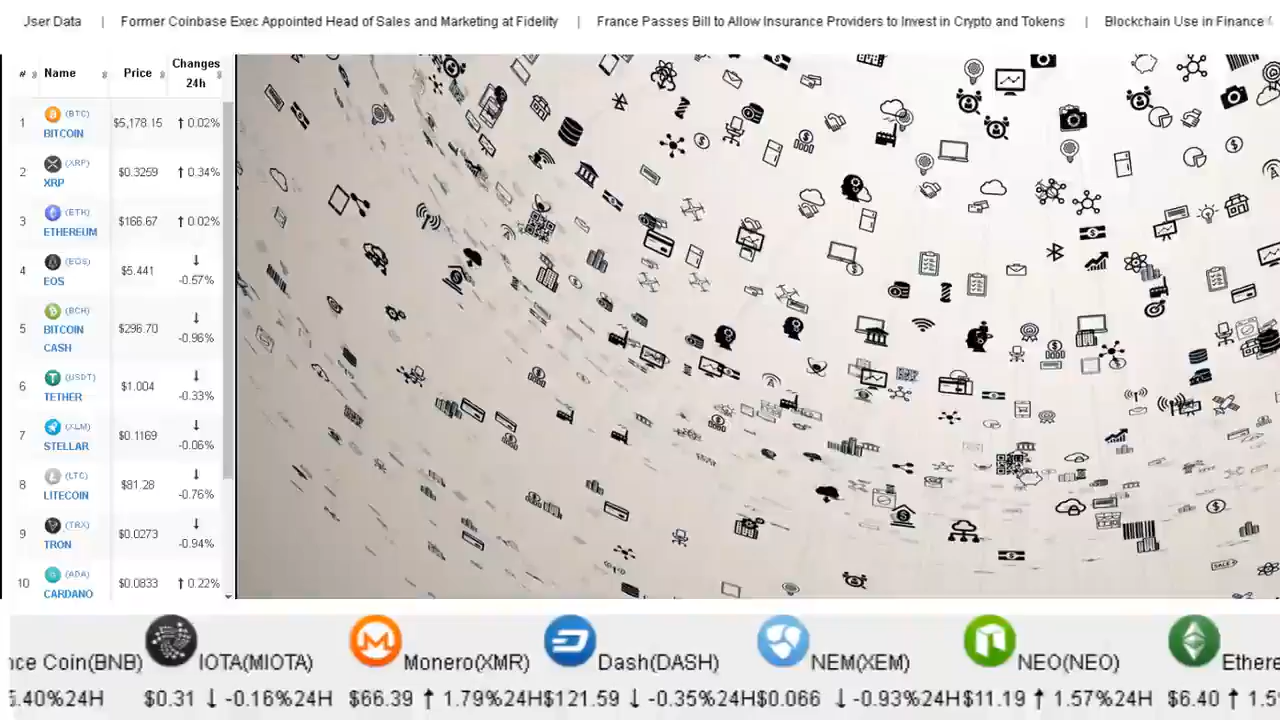 User Data | Former Coinbase Exec Appointed Head of Sales and Marketing at Fidelity | France Passes Bill to Allow Insurance Providers to Invest in Crypto and Tokens | Blockchain Use in Finance
# Name Price Changes 24h
1 (BTC) BITCOIN $5,178.15 ↑ 0.02%
2 (XRP) XRP $0.3259 ↑ 0.34%
3 (ETH) ETHEREUM $166.67 ↑ 0.02%
4 (EOS) EOS $5.441 ↓ -0.57%
5 (BCH) BITCOIN CASH $296.70 ↓ -0.96%
6 (USDT) TETHER $1.004 ↓ -0.33%
7 (XLM) STELLAR $0.1169 ↓ -0.06%
8 (LTC) LITECOIN $81.28 ↓ -0.76%
9 (TRX) TRON $0.0273 ↓ -0.94%
10 (ADA) CARDANO $0.0833 ↑ 0.22%
nce Coin(BNB) IOTA(MIOTA) Monero(XMR) Dash(DASH) NEM(XEM) NEO(NEO) Ethere
5.40%24H $0.31 ↓ -0.16%24H $66.39 ↑ 1.79%24H $121.59 ↓ -0.35%24H $0.066 ↓ -0.93%24H $11.19 ↑ 1.57%24H $6.40 ↑ 1.5